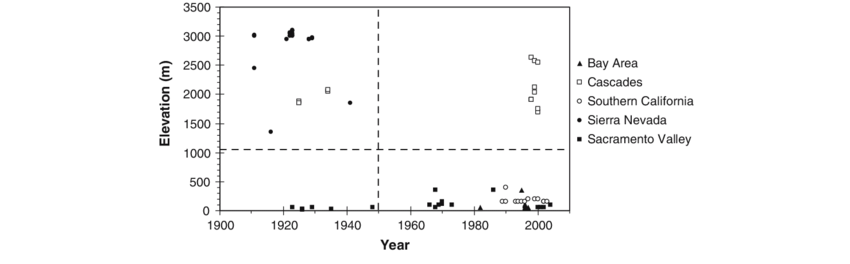 3500
3000
2500
2000
1500
1000
500
0
Elevation (m)
1900 1920 1940 1960 1980 2000
Year
Bay Area
Cascades
Southern California
Sierra Nevada
Sacramento Valley